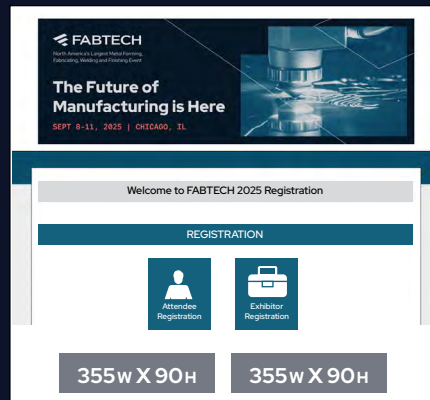 FABTECH
North America's Largest Metal Forming,
Fabricating, Welding and Finishing Event
The Future of
Manufacturing is Here
SEPT 8-11, 2025 | CHICAGO, IL
Welcome to FABTECH 2025 Registration
REGISTRATION
Attendee
Registration
Exhibitor
Registration
355W X 90H
355W X 90H